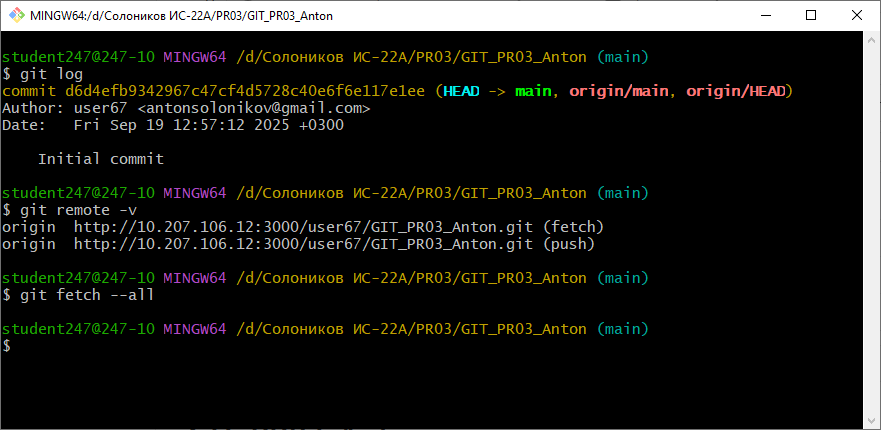 MINGW64:/d/Солоников ИС-22А/PR03/GIT_PR03_Anton
student247@247-10 MINGW64 /d/Солоников ИС-22А/PR03/GIT_PR03_Anton (main)
$ git log
commit d6d4efb9342967c47cf4d5728c40e6f6e117e1ee (HEAD -> main, origin/main, origin/HEAD)
Author: user67 <antonsolonikov@gmail.com>
Date:   Fri Sep 19 12:57:12 2025 +0300
Initial commit
student247@247-10 MINGW64 /d/Солоников ИС-22А/PR03/GIT_PR03_Anton (main)
$ git remote -v
origin  http://10.207.106.12:3000/user67/GIT_PR03_Anton.git (fetch)
origin  http://10.207.106.12:3000/user67/GIT_PR03_Anton.git (push)
student247@247-10 MINGW64 /d/Солоников ИС-22А/PR03/GIT_PR03_Anton (main)
$ git fetch --all
student247@247-10 MINGW64 /d/Солоников ИС-22А/PR03/GIT_PR03_Anton (main)
$